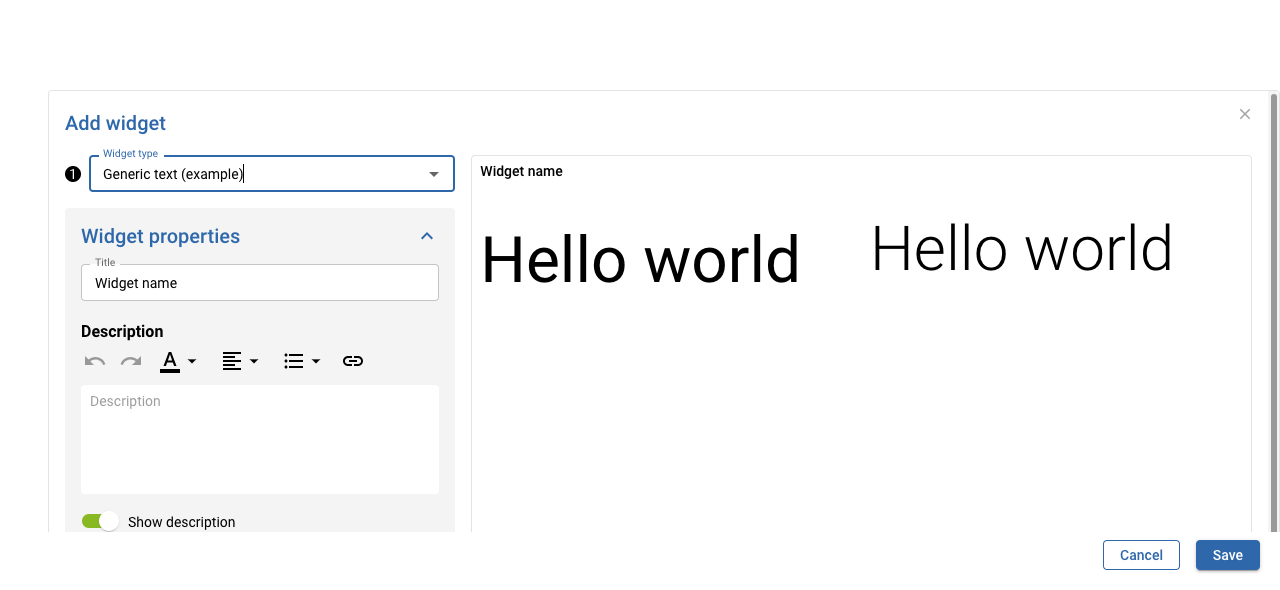 Add widget
Widget type
1 Generic text (example)
Widget properties
Title
Widget name
Description
A
Description
Show description
Widget name
Hello world Hello world
Cancel Save